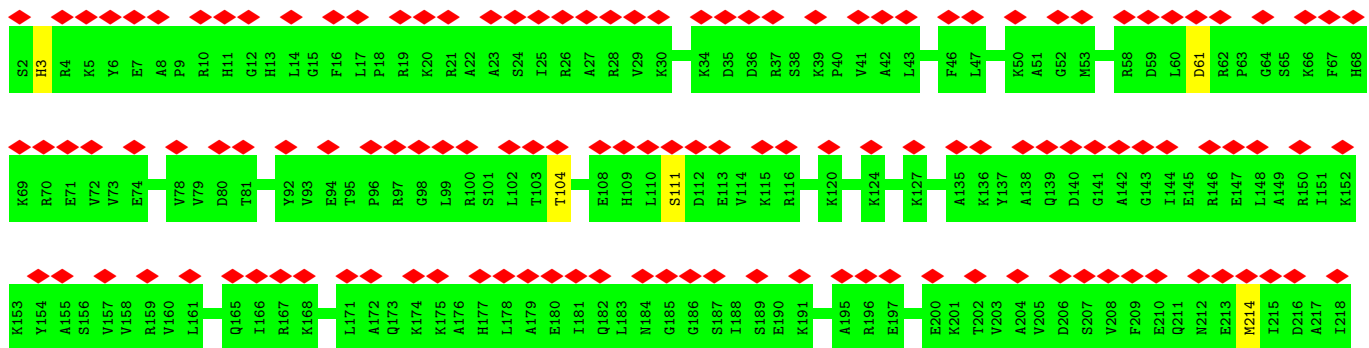 S2 H3 R4 K5 Y6 E7 A8 P9 R10 H11 G12 H13 L14 G15 F16 L17 P18 R19 K20 R21 A22 A23 S24 I25 R26 A27 R28 V29 K30 K34 D35 D36 R37 S38 K39 P40 V41 A42 L43 F46 L47 K50 A51 G52 M53 R58 D59 L60 D61 R62 P63 G64 S65 K66 F67 H68
K69 R70 E71 V72 V73 E74 V78 V79 D80 T81 Y92 V93 E94 T95 P96 R97 G98 L99 R100 S101 L102 T103 T104 E108 H109 L110 S111 D112 E113 V114 K115 R116 K120 K124 K127 A135 K136 Y137 A138 Q139 D140 G141 A142 G143 I144 E145 R146 E147 L148 A149 R150 I151 K152
K153 Y154 A155 S156 V157 V158 R159 V160 L161 Q165 I166 R167 K168 L171 A172 Q173 K174 K175 A176 H177 L178 A179 E180 I181 Q182 L183 N184 G185 G186 S187 I188 S189 E190 K191 A195 R196 E197 E200 K201 T202 V203 A204 V205 D206 S207 V208 F209 E210 Q211 N212 E213 M214 I215 D216 A217 I218